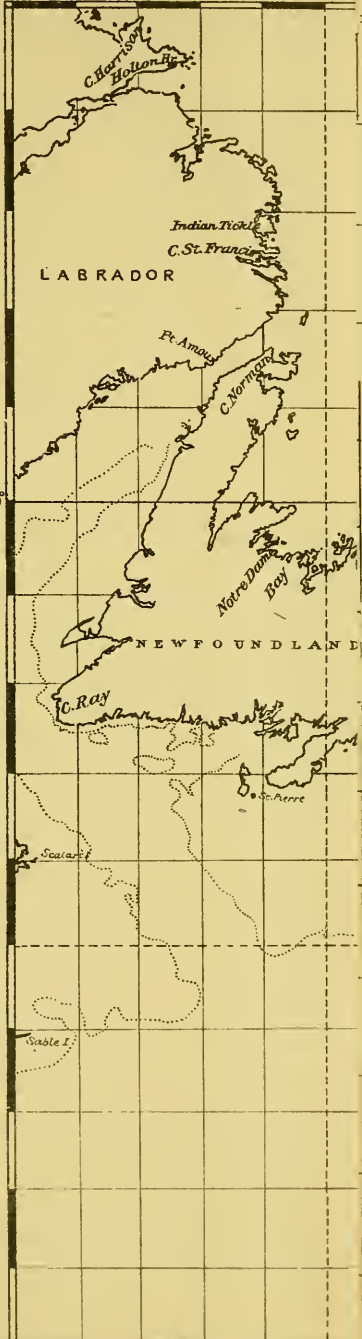 C. Harrison
Holton Hr.
Indian Tickle
C. St. Francis
LABRADOR
Pt. Amour
C. Norman
Notre Dame
Bay
NEWFOUNDLAND
C. Ray
St. Pierre
Scatari I
Sable I.